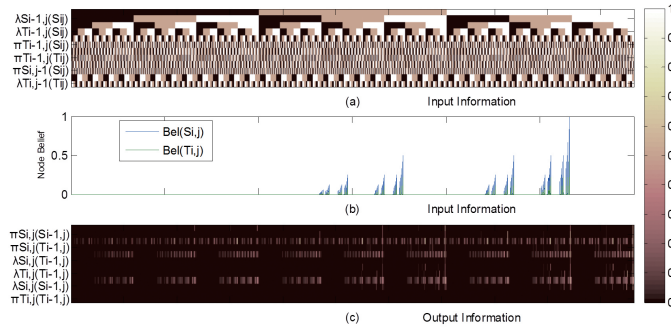 λSi-1,j(Sij)
λTi-1,j(Sij)
πTi-1,j(Sij)
πTi-1,j(Tij)
πSi,j-1(Sij)
λTi,j-1(Tij)
(a) Input Information
Node Belief
1
0.5
0
Bel(Si,j)
Bel(Ti,j)
(b) Input Information
πSi,j(Si-1,j)
πSi,j(Ti-1,j)
λSi,j(Ti-1,j)
λTi,j(Ti-1,j)
λSi,j(Si-1,j)
πTi,j(Ti-1,j)
(c) Output Information